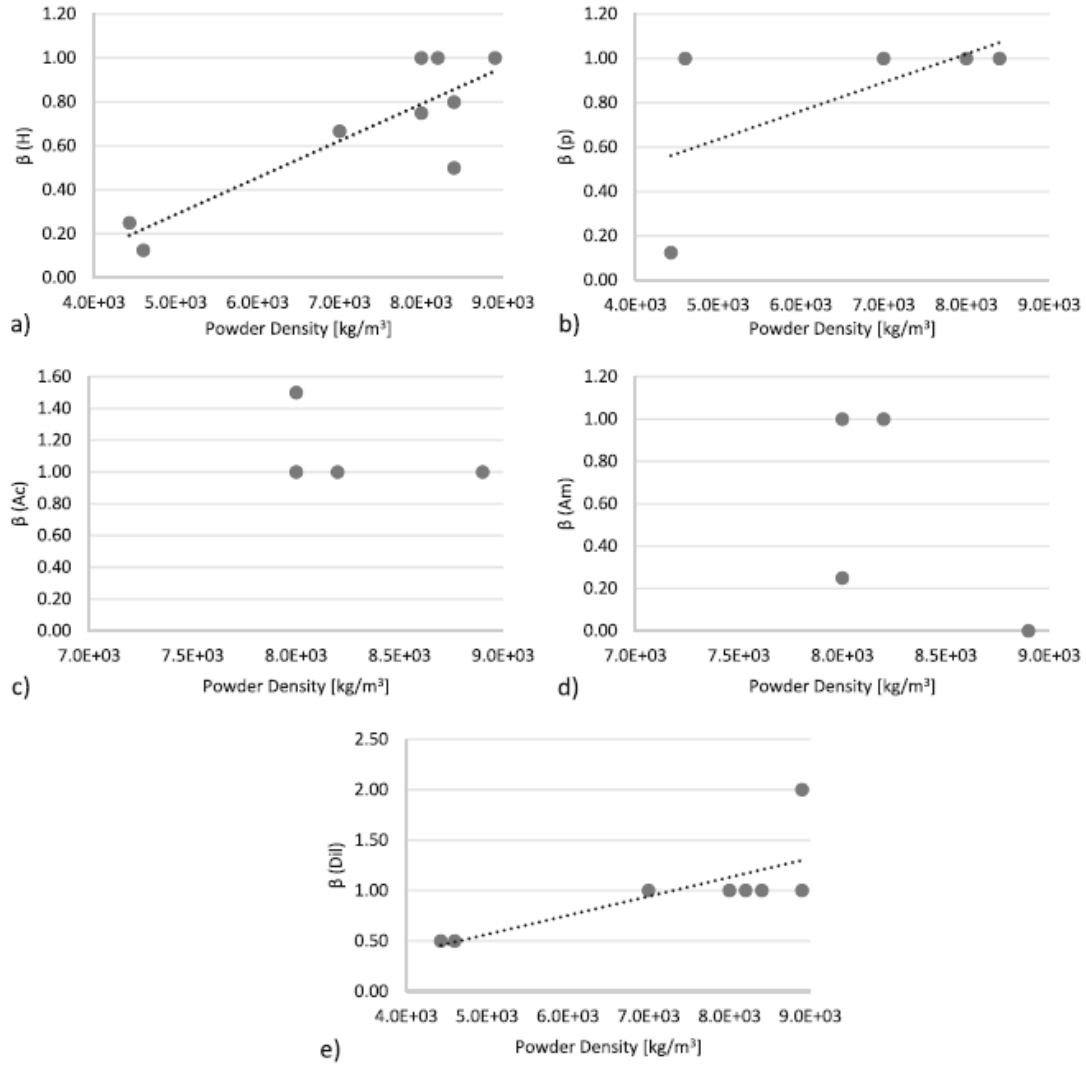 1.20
1.00
0.80
0.60
0.40
0.20
0.00
β (H)
4.0E+03 5.0E+03 6.0E+03 7.0E+03 8.0E+03 9.0E+03
Powder Density [kg/m³]
a)
1.20
1.00
0.80
0.60
0.40
0.20
0.00
β (p)
4.0E+03 5.0E+03 6.0E+03 7.0E+03 8.0E+03 9.0E+03
Powder Density [kg/m³]
b)
1.60
1.40
1.20
1.00
0.80
0.60
0.40
0.20
0.00
β (Ac)
7.0E+03 7.5E+03 8.0E+03 8.5E+03 9.0E+03
Powder Density [kg/m³]
c)
1.20
1.00
0.80
0.60
0.40
0.20
0.00
β (Am)
7.0E+03 7.5E+03 8.0E+03 8.5E+03 9.0E+03
Powder Density [kg/m³]
d)
2.50
2.00
1.50
1.00
0.50
0.00
β (Dil)
4.0E+03 5.0E+03 6.0E+03 7.0E+03 8.0E+03 9.0E+03
Powder Density [kg/m³]
e)